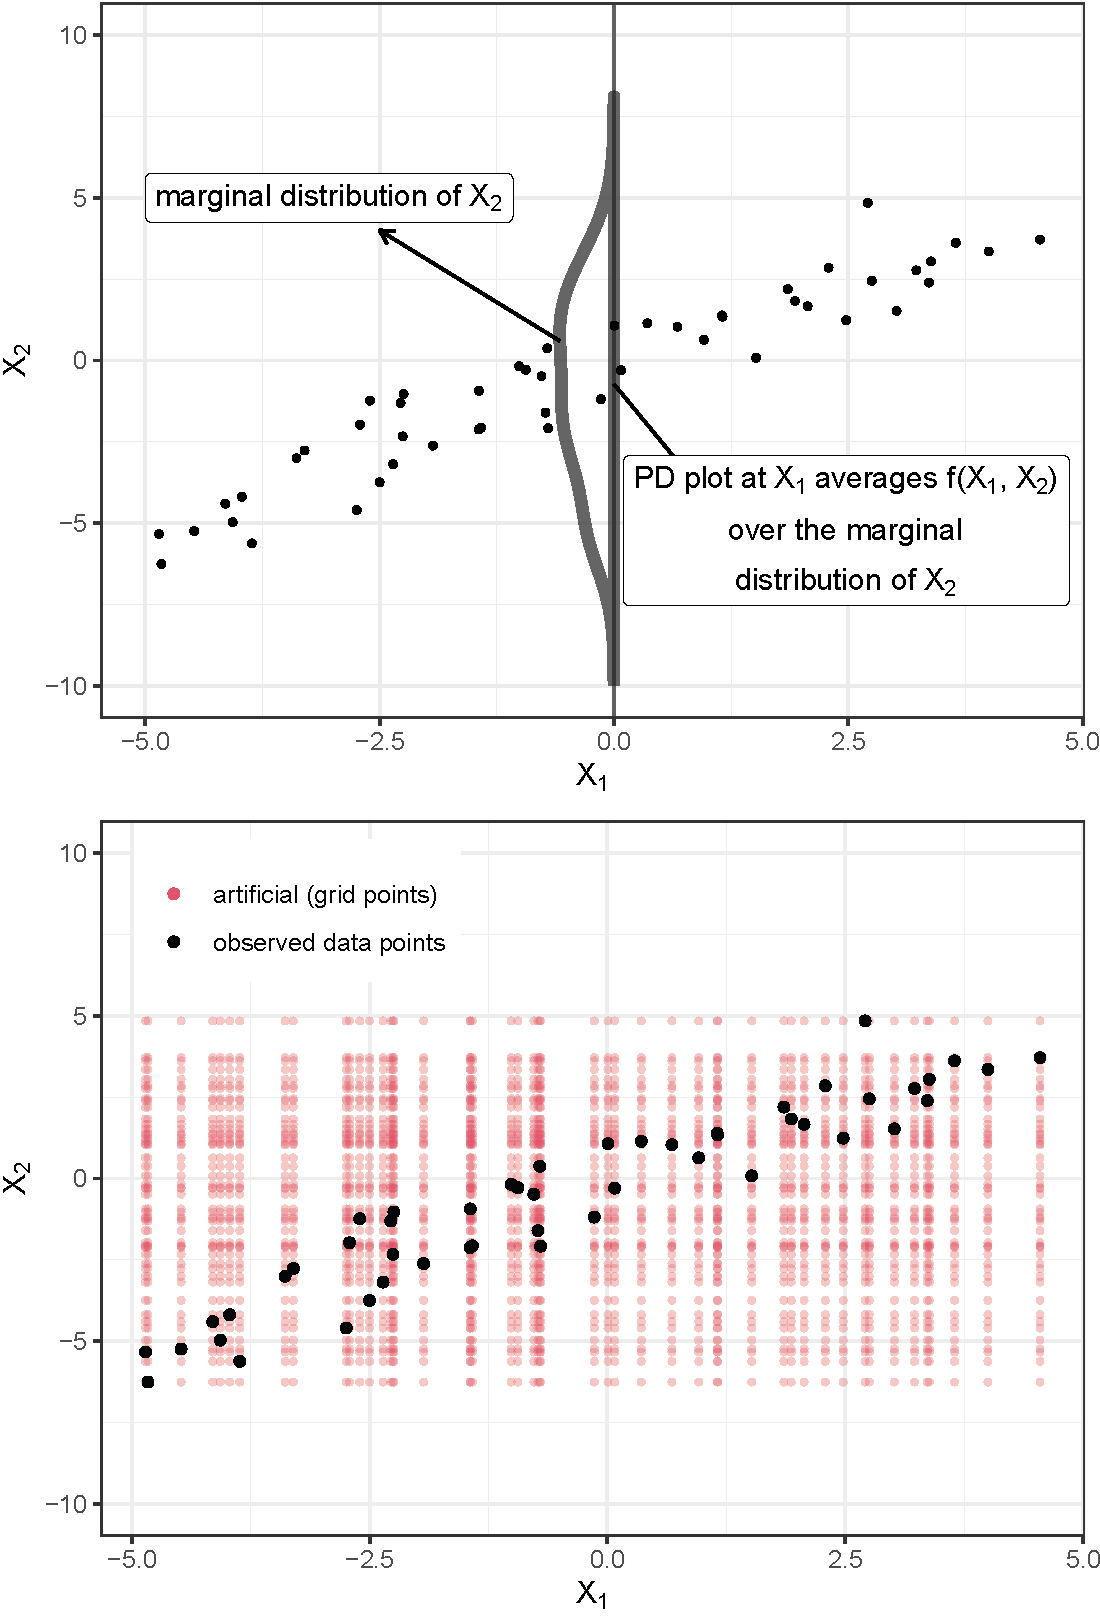 10
marginal distribution of X2
5
X2
0
PD plot at X1 averages f(X1, X2)
over the marginal
distribution of X2
−5
−10
−5.0 −2.5 0.0 2.5 5.0
X1
10
artificial (grid points)
observed data points
5
X2
0
−5
−10
−5.0 −2.5 0.0 2.5 5.0
X1